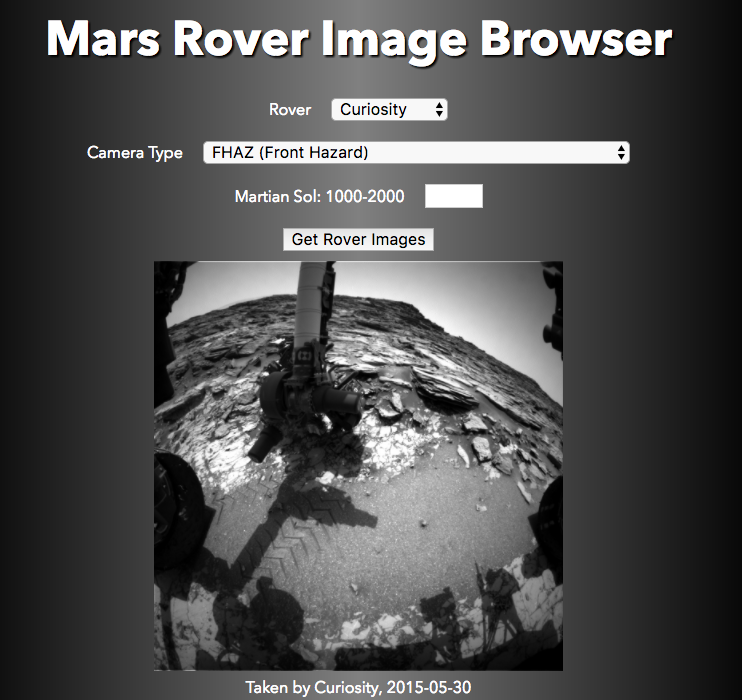 Mars Rover Image Browser
Rover Curiosity
Camera Type FHAZ (Front Hazard)
Martian Sol: 1000-2000
Get Rover Images
Taken by Curiosity, 2015-05-30